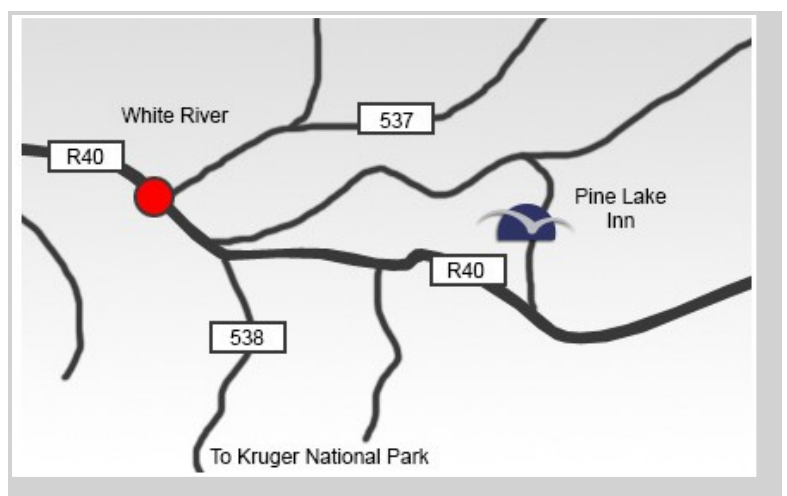 White River
537
R40
Pine Lake
Inn
R40
538
To Kruger National Park